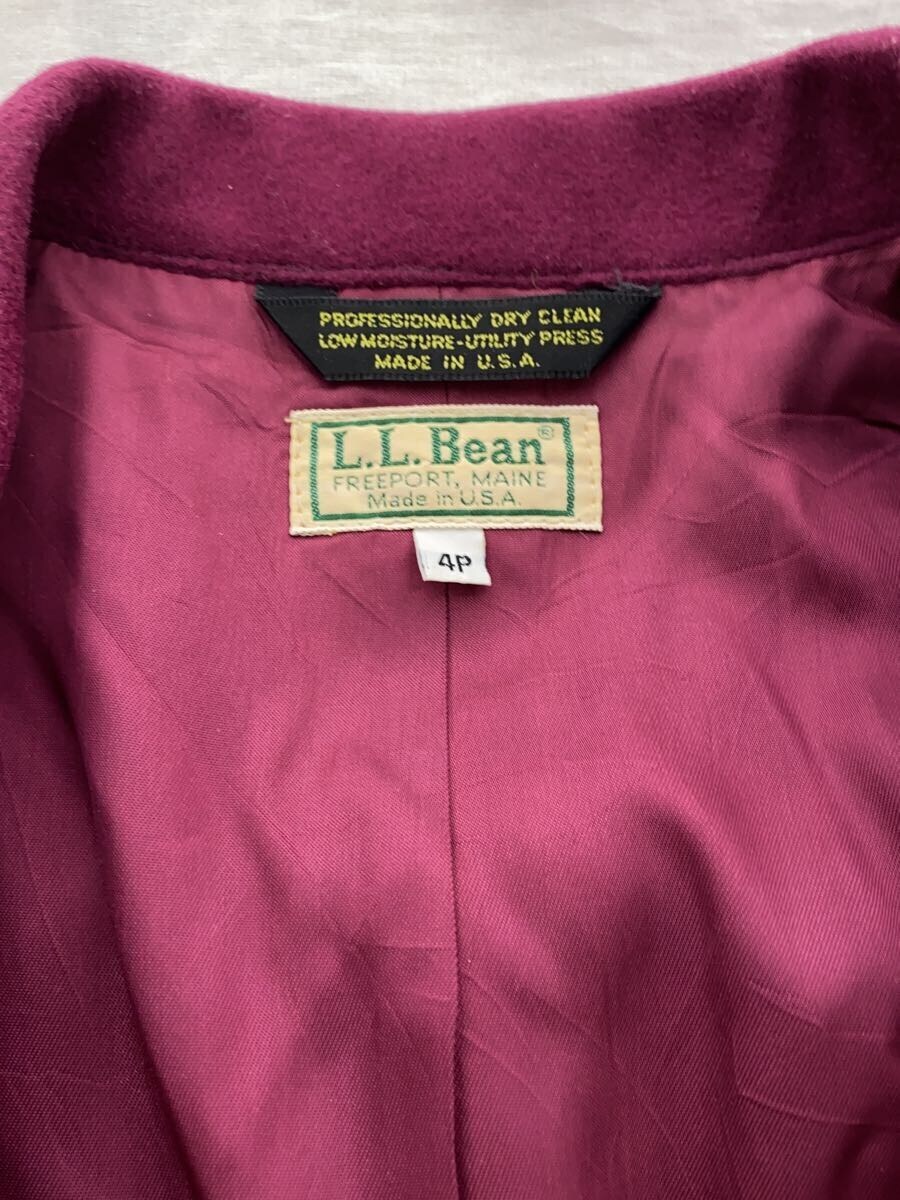 PROFESSIONALLY DRY CLEAN
LOW MOISTURE-UTILITY PRESS
MADE IN U.S.A.
L.L.Bean®
FREEPORT, MAINE
Made in U.S.A.
4P